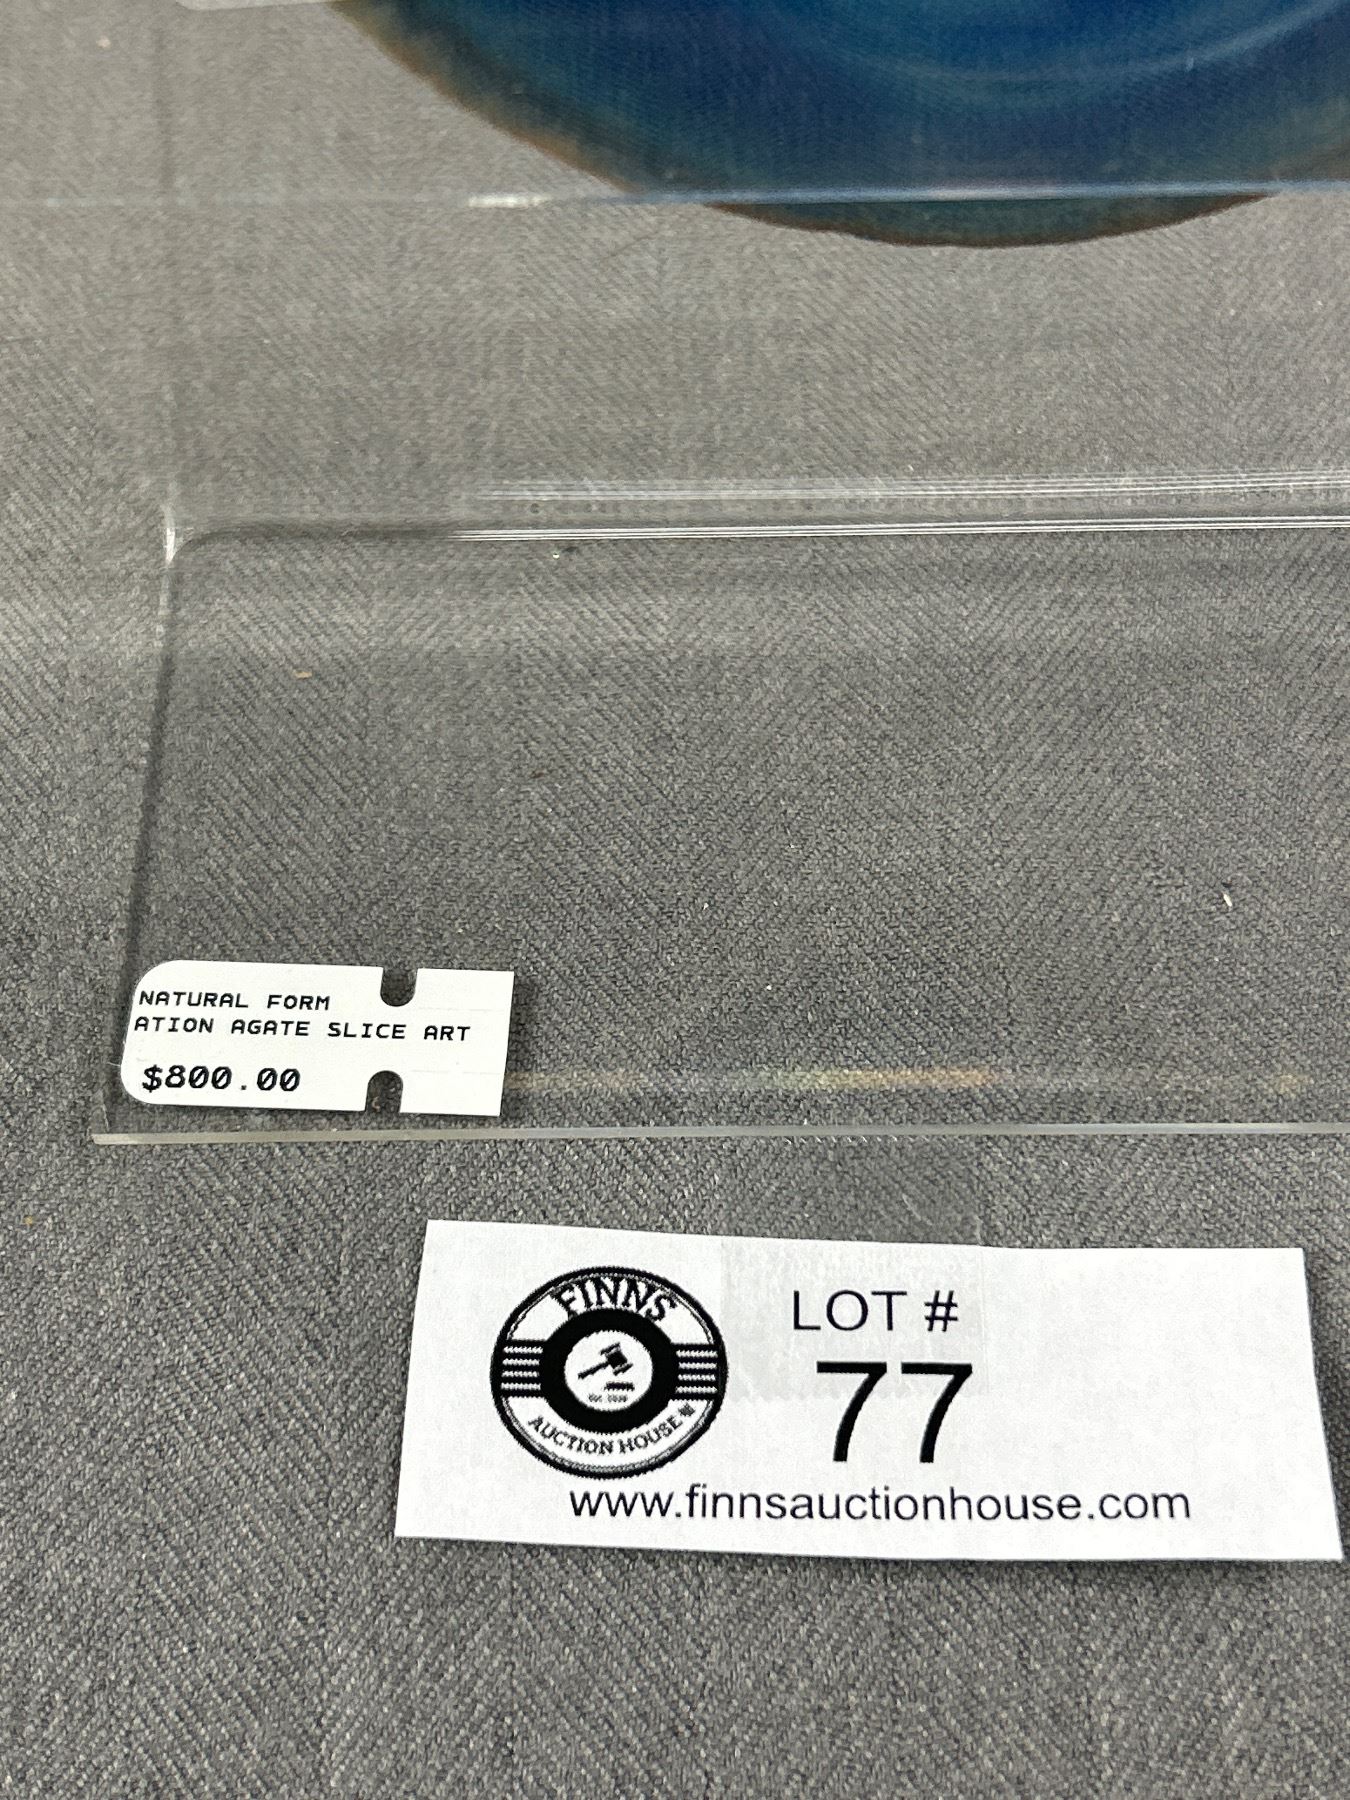 NATURAL FORM
ATION AGATE SLICE ART
$800.00
FINNS
AUCTION HOUSE
LOT #
77
www.finnsauctionhouse.com